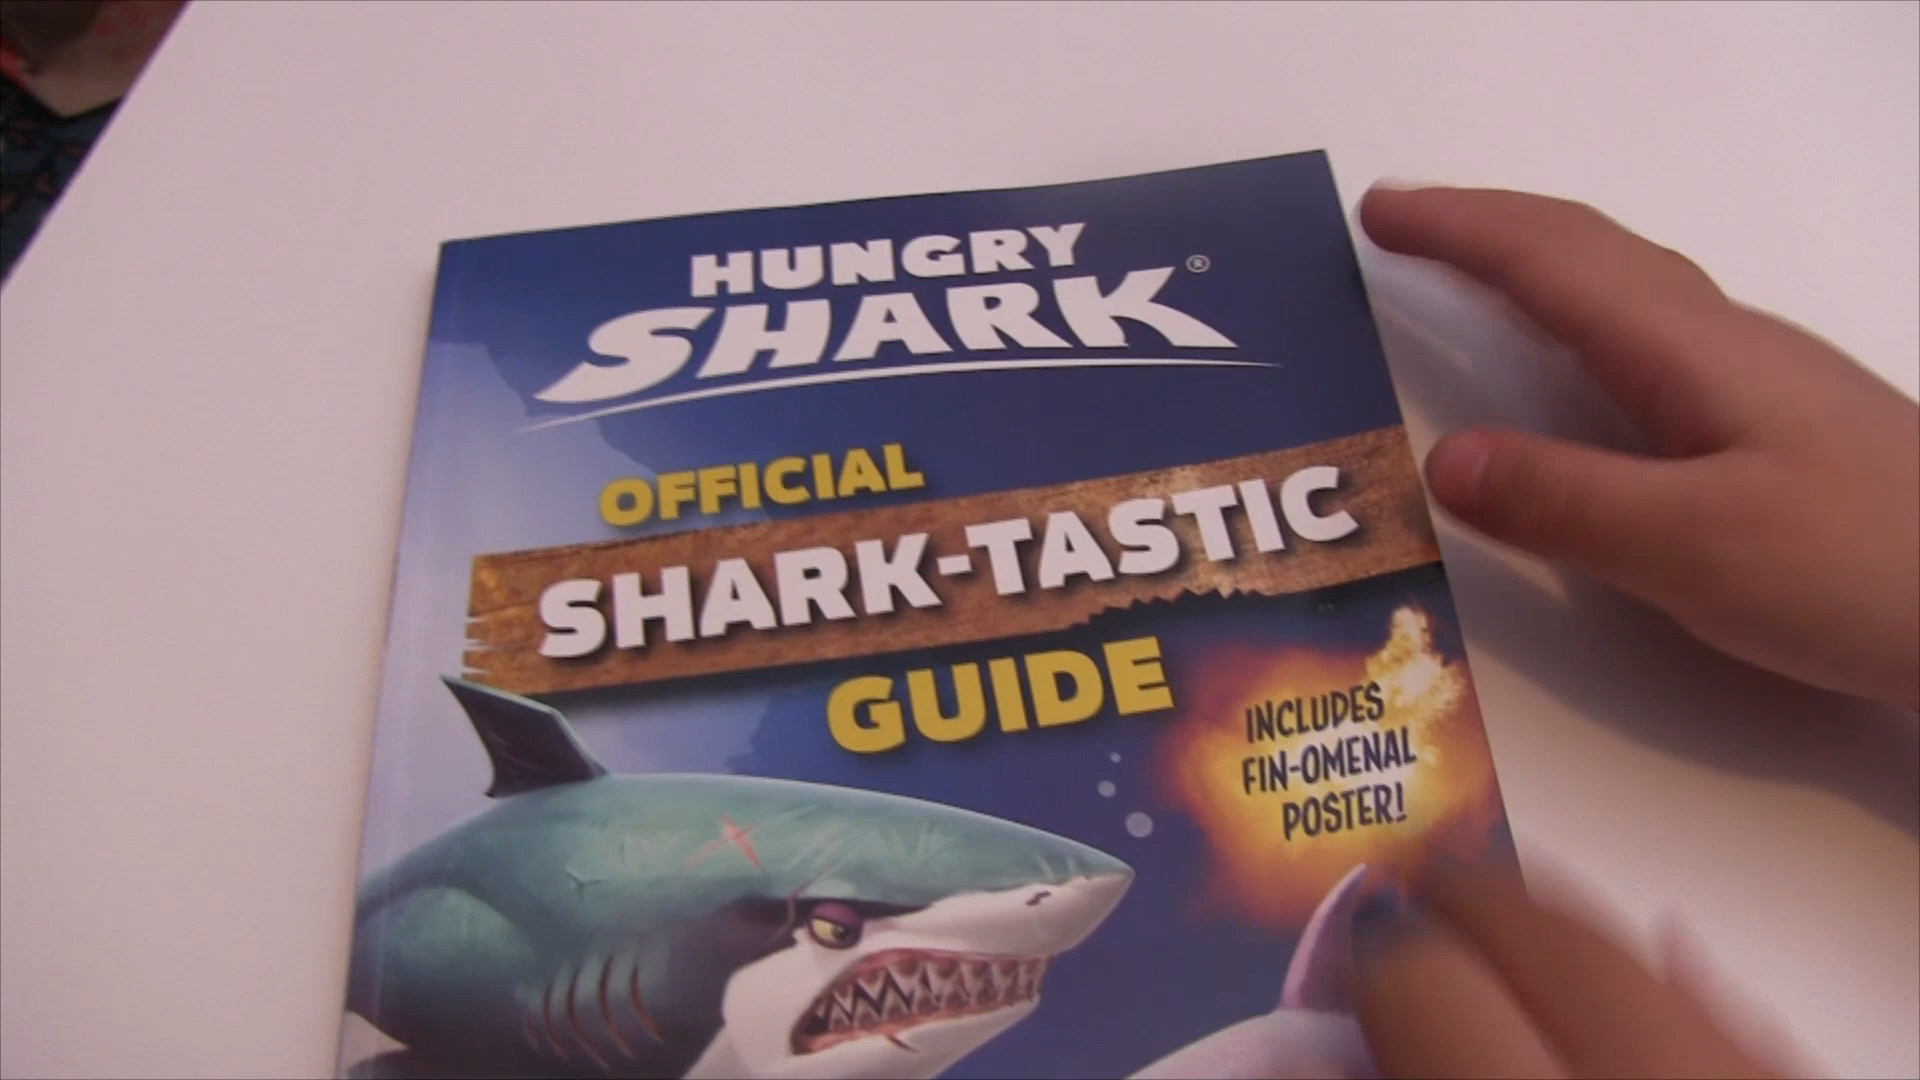 HUNGRY
SHARK®
OFFICIAL
SHARK-TASTIC
GUIDE
INCLUDES
FIN-OMENAL
POSTER!